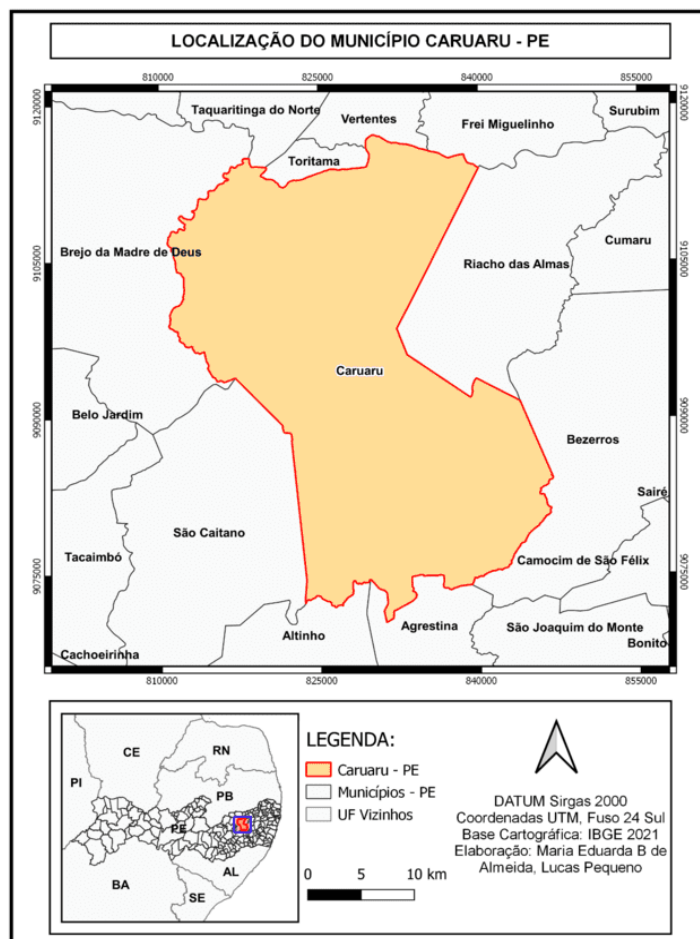 LOCALIZAÇÃO DO MUNICÍPIO CARUARU - PE
810000
825000
840000
855000
9120000
9120000
Taquaritinga do Norte
Vertentes
Frei Miguelinho
Surubim
Toritama
Brejo da Madre de Deus
Riacho das Almas
Cumaru
9105000
9105000
Caruaru
Belo Jardim
9090000
9090000
Bezerros
Sairé
São Caitano
Tacaimbó
9075000
9075000
Camocim de São Félix
Altinho
Agrestina
São Joaquim do Monte
Bonito
Cachoeirinha
810000
825000
840000
855000
CE
RN
PI
PB
PE
AL
BA
SE
LEGENDA:
Caruaru - PE
Municípios - PE
UF Vizinhos
0
5
10 km
DATUM Sirgas 2000
Coordenadas UTM, Fuso 24 Sul
Base Cartográfica: IBGE 2021
Elaboração: Maria Eduarda B de
Almeida, Lucas Pequeno